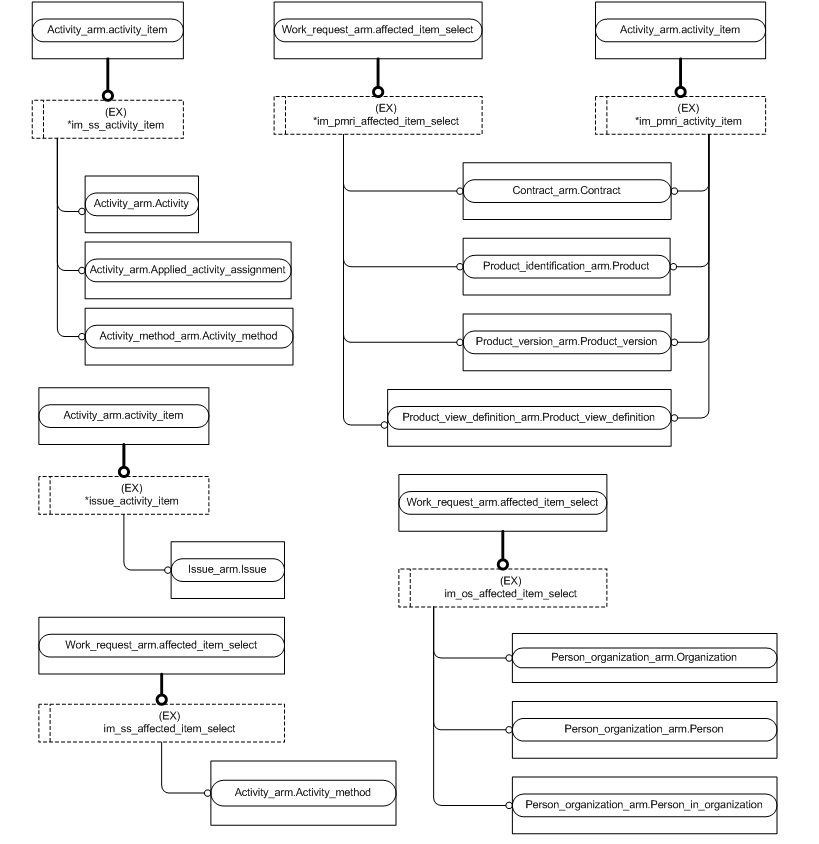 Activity_arm.activity_item
(EX)
*im_ss_activity_item
Activity_arm.Activity
Activity_arm.Applied_activity_assignment
Activity_method_arm.Activity_method
Work_request_arm.affected_item_select
(EX)
*im_pmri_affected_item_select
Activity_arm.activity_item
(EX)
*im_pmri_activity_item
Contract_arm.Contract
Product_identification_arm.Product
Product_version_arm.Product_version
Product_view_definition_arm.Product_view_definition
Activity_arm.activity_item
(EX)
*issue_activity_item
Issue_arm.Issue
Work_request_arm.affected_item_select
(EX)
im_os_affected_item_select
Person_organization_arm.Organization
Person_organization_arm.Person
Person_organization_arm.Person_in_organization
Work_request_arm.affected_item_select
(EX)
im_ss_affected_item_select
Activity_arm.Activity_method